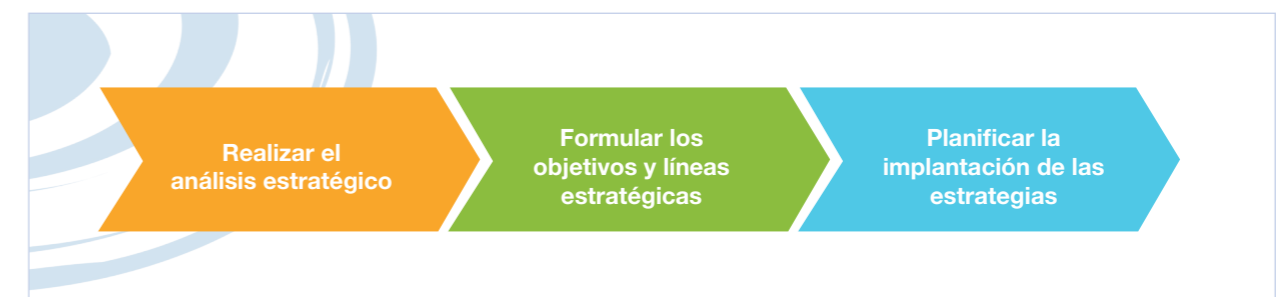 Realizar el
análisis estratégico
Formular los
objetivos y líneas
estratégicas
Planificar la
implantación de las
estrategias